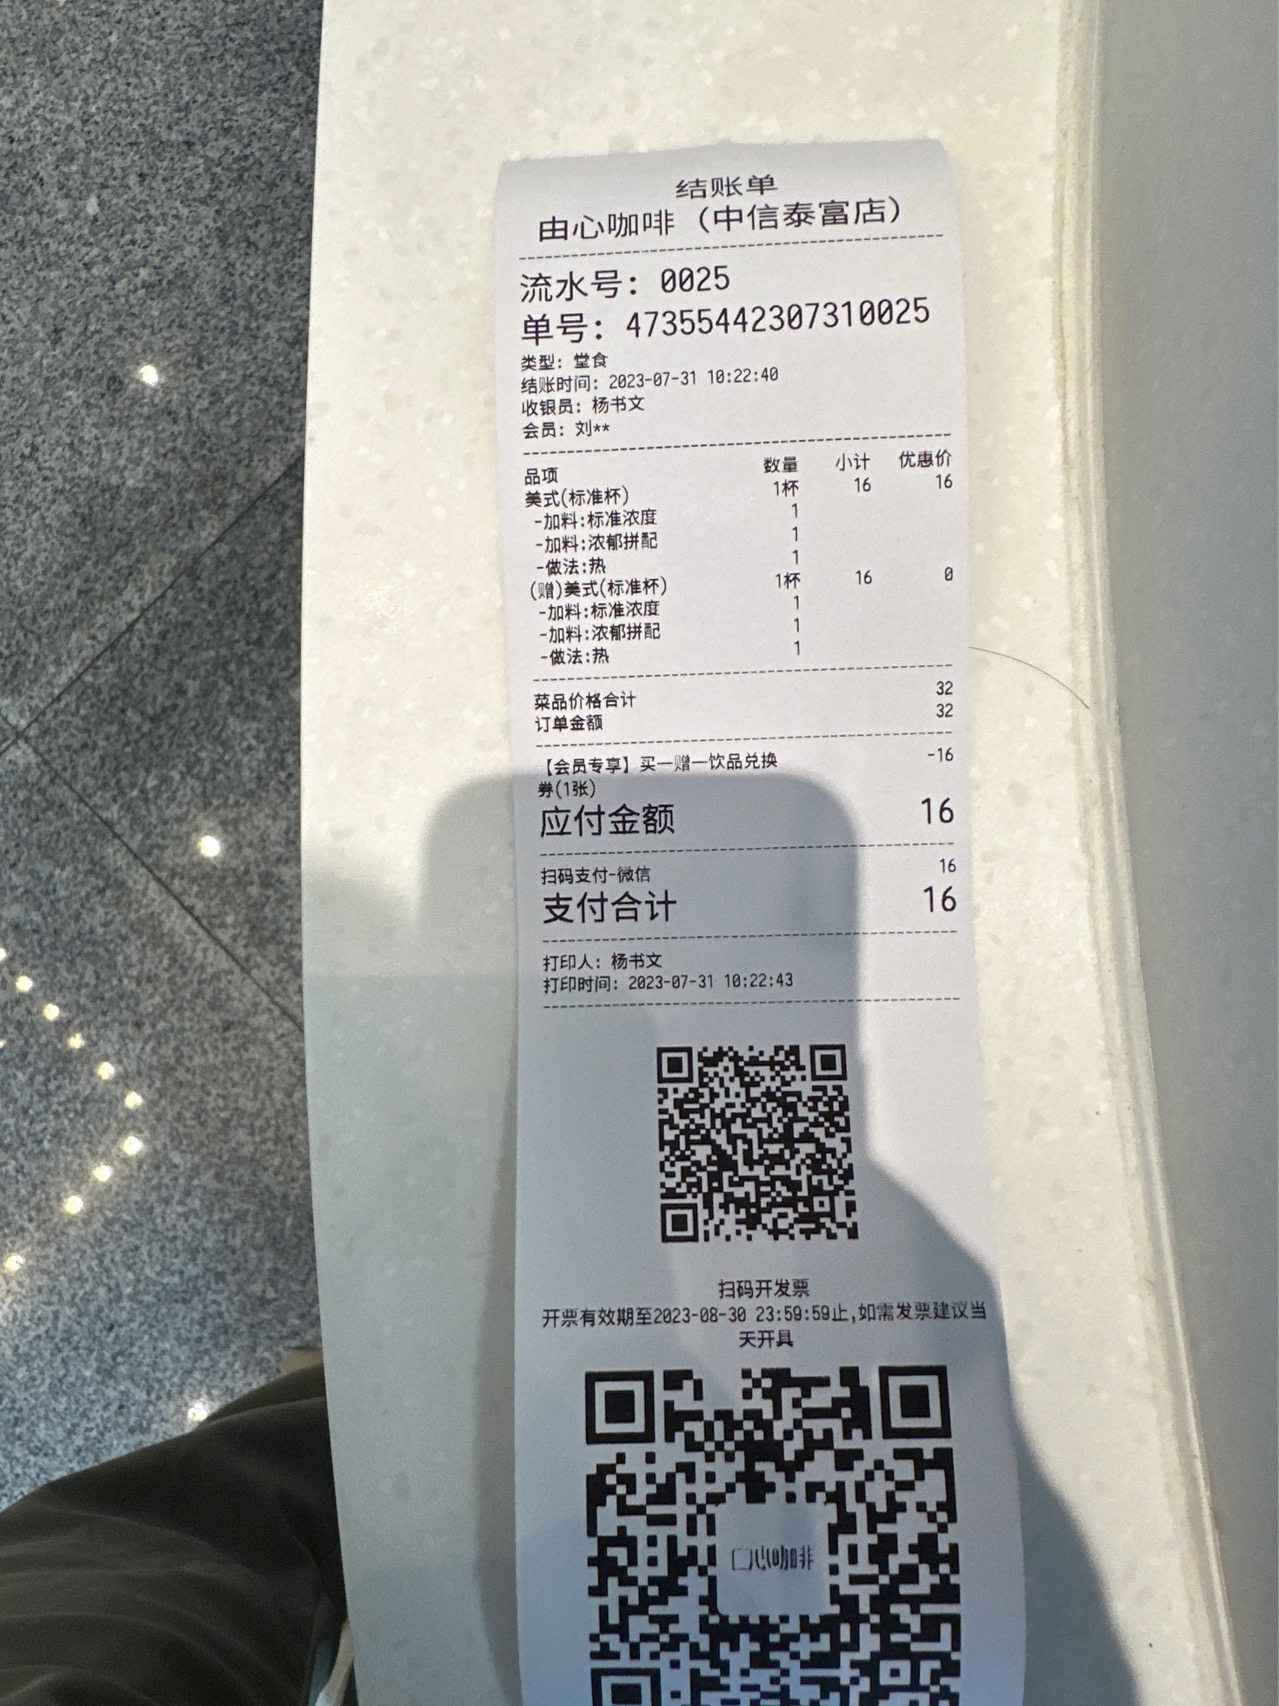 结账单
由心咖啡（中信泰富店）
流水号: 0025
单号: 47355442307310025
类型: 堂食
结账时间: 2023-07-31 10:22:40
收银员: 杨书文
会员: 刘**
品项 数量 小计 优惠价
美式(标准杯) 1杯 16 16
-加料:标准浓度 1
-加料:浓郁拼配 1
-做法:热 1
(赠)美式(标准杯) 1杯 16 0
-加料:标准浓度 1
-加料:浓郁拼配 1
-做法:热 1
菜品价格合计 32
订单金额 32
【会员专享】买一赠一饮品兑换 -16
券(1张)
应付金额 16
扫码支付-微信 16
支付合计 16
打印人: 杨书文
打印时间: 2023-07-31 10:22:43
扫码开发票
开票有效期至2023-08-30 23:59:59止,如需发票建议当
天开具
心咖啡